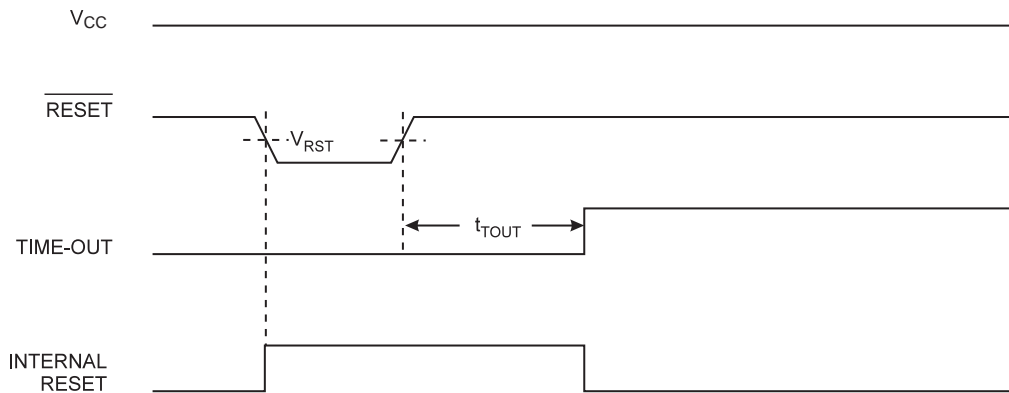 VCC
RESET
VRST
tTOUT
TIME-OUT
INTERNAL
RESET